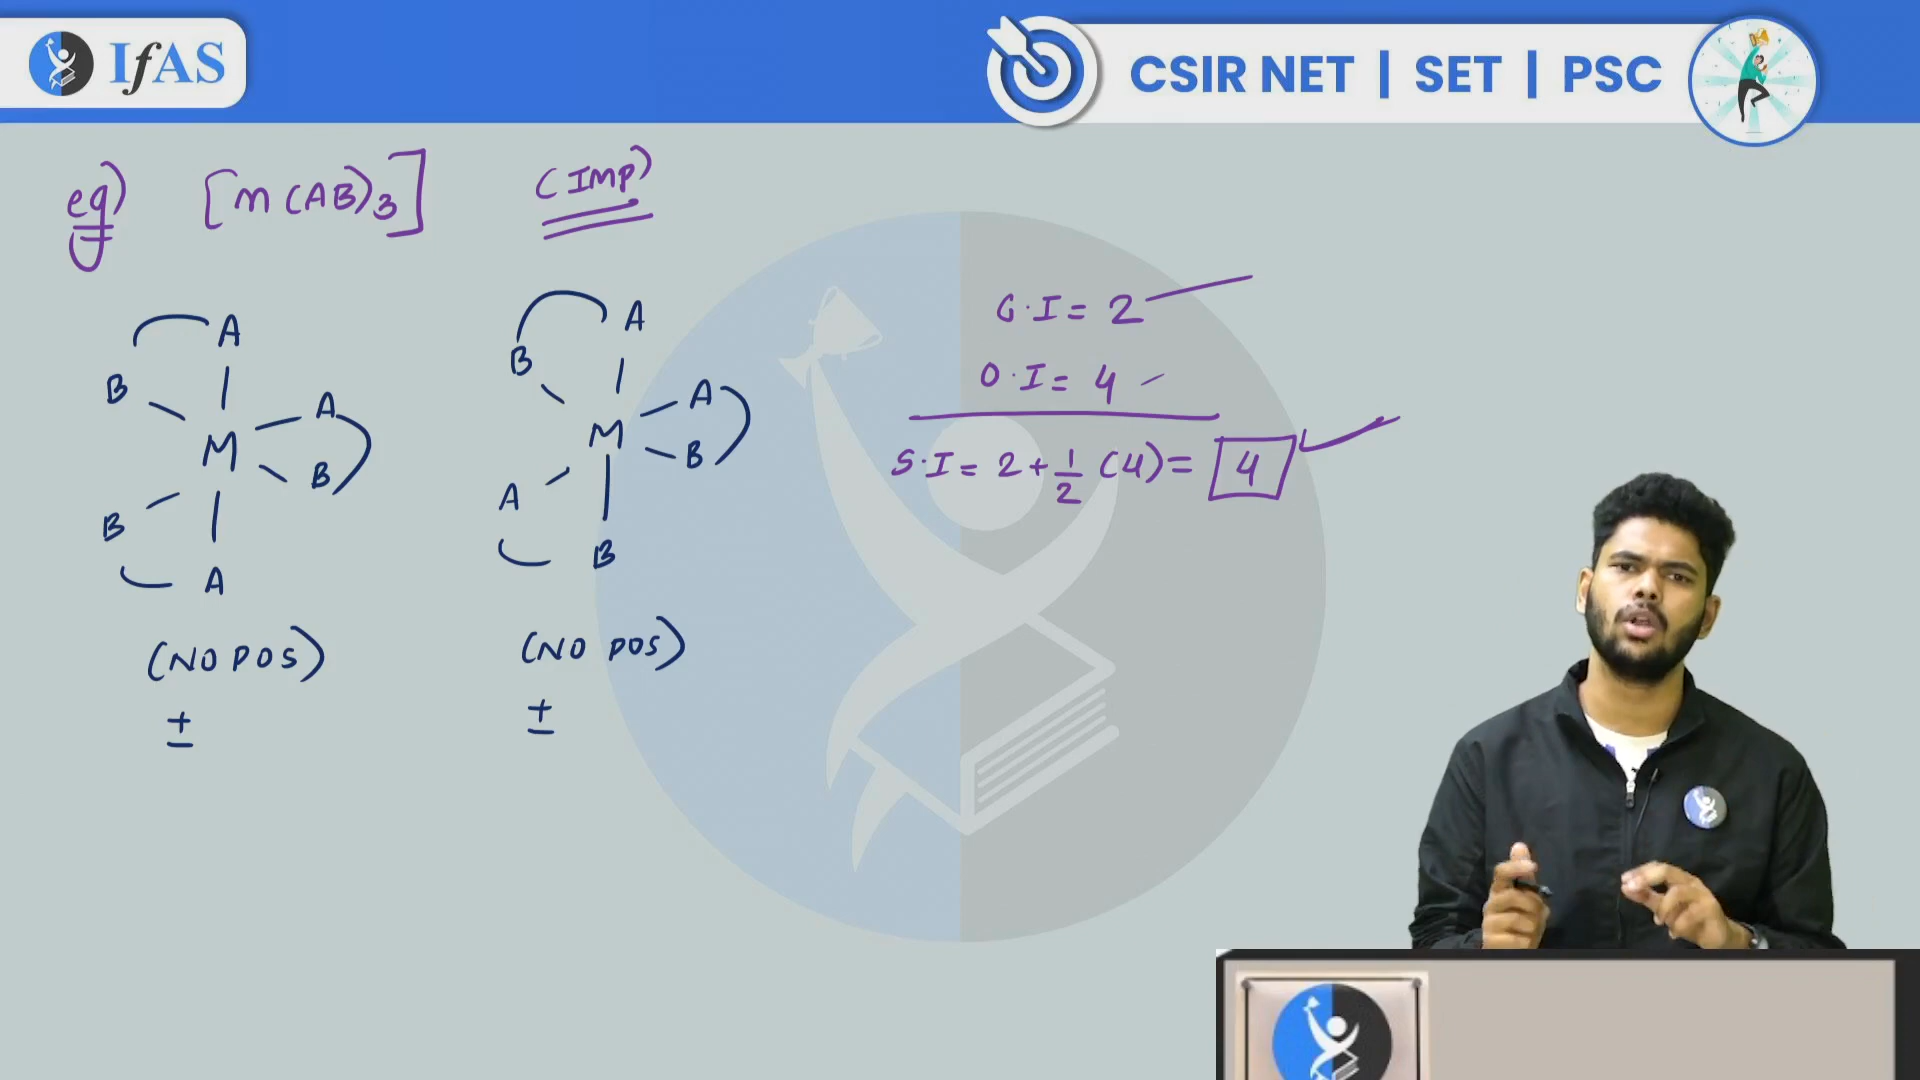 IfAS
CSIR NET | SET | PSC
eg) [M(AB)3] (IMP)
A
B
M
A
B
B
A
(NO POS)
±
A
B
M
A
B
A
B
(NO POS)
±
G.I = 2
O.I = 4
S.I = 2 + 1/2 (4) = 4